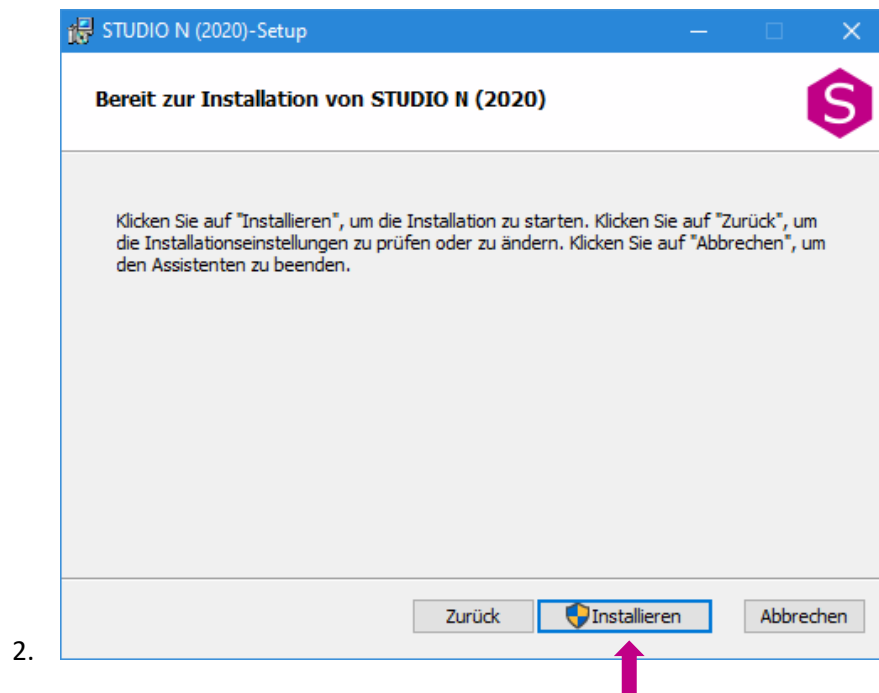 STUDIO N (2020)-Setup
Bereit zur Installation von STUDIO N (2020)
S
Klicken Sie auf "Installieren", um die Installation zu starten. Klicken Sie auf "Zurück", um
die Installationseinstellungen zu prüfen oder zu ändern. Klicken Sie auf "Abbrechen", um
den Assistenten zu beenden.
Zurück Installieren Abbrechen
2.